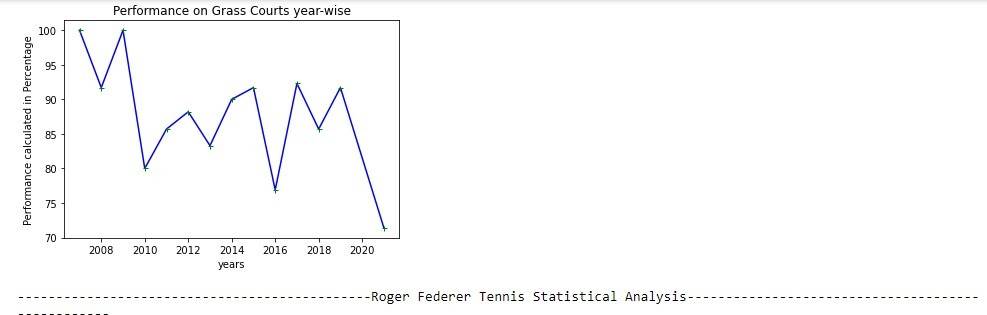 Performance on Grass Courts year-wise
Performance calculated in Percentage
100
95
90
85
80
75
70
2008 2010 2012 2014 2016 2018 2020
years
----------------------------------------------Roger Federer Tennis Statistical Analysis--------------------------------------
------------